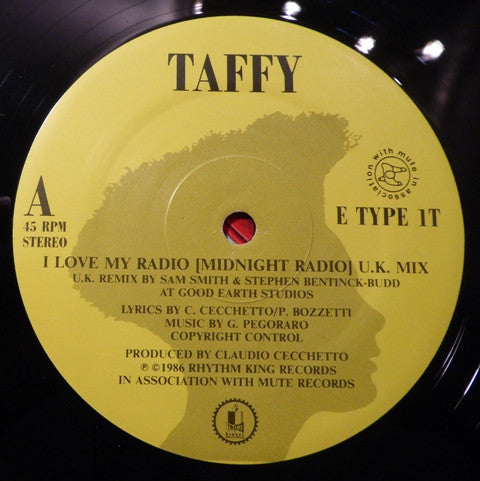 TAFFY
in association with mute
A
45 RPM
STEREO
E TYPE 1T
I LOVE MY RADIO [MIDNIGHT RADIO] U.K. MIX
U.K. REMIX BY SAM SMITH & STEPHEN BENTINCK-BUDD
AT GOOD EARTH STUDIOS
LYRICS BY C. CECCHETTO/P. BOZZETTI
MUSIC BY G. PEGORARO
COPYRIGHT CONTROL
PRODUCED BY CLAUDIO CECCHETTO
℗ ©1986 RHYTHM KING RECORDS
IN ASSOCIATION WITH MUTE RECORDS